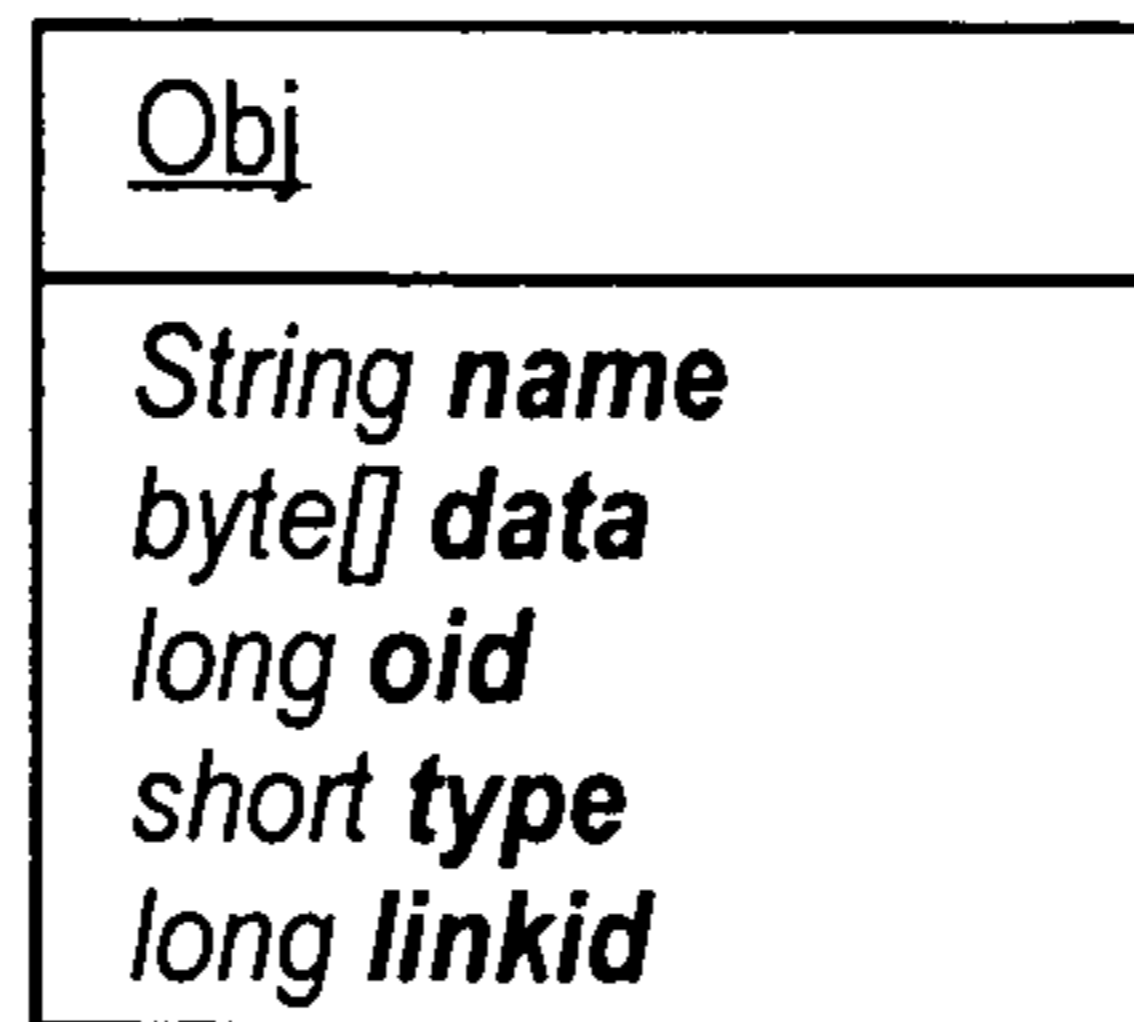 Obj
String name
byte[] data
long oid
short type
long linkid